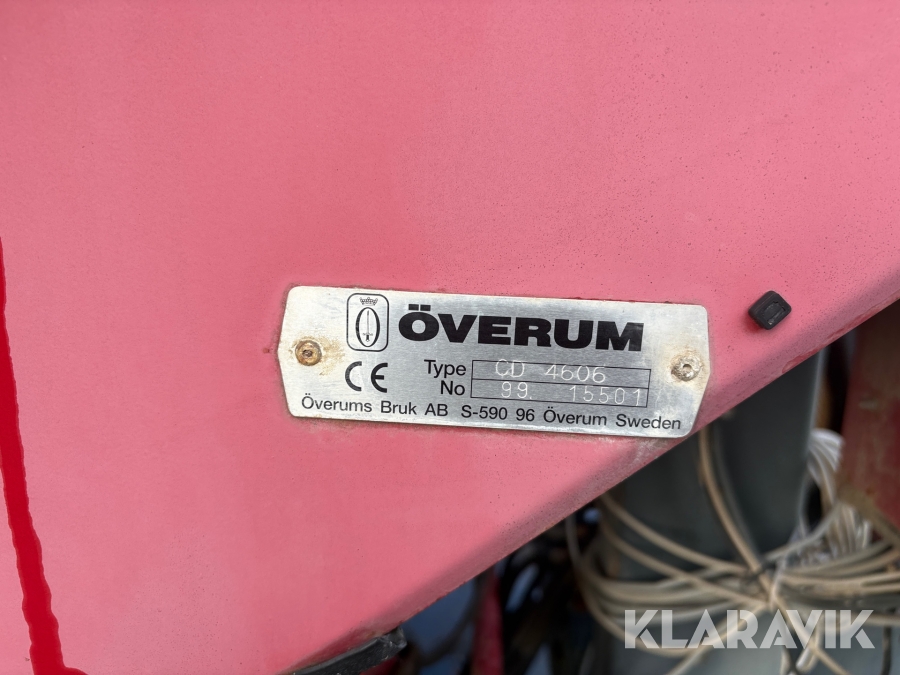 ÖVERUM
Type CD 4606
CE No 99 15501
Överums Bruk AB S-590 96 Överum Sweden
KLARAVIK